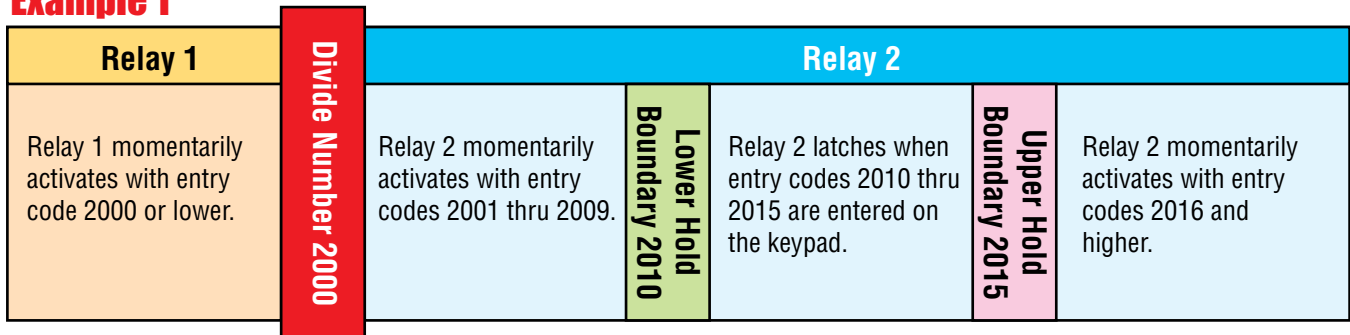 Example 1
Relay 1
Relay 1 momentarily
activates with entry
code 2000 or lower.
Divide Number 2000
Relay 2
Relay 2 momentarily
activates with entry
codes 2001 thru 2009.
Lower Hold
Boundary 2010
Relay 2 latches when
entry codes 2010 thru
2015 are entered on
the keypad.
Upper Hold
Boundary 2015
Relay 2 momentarily
activates with entry
codes 2016 and
higher.